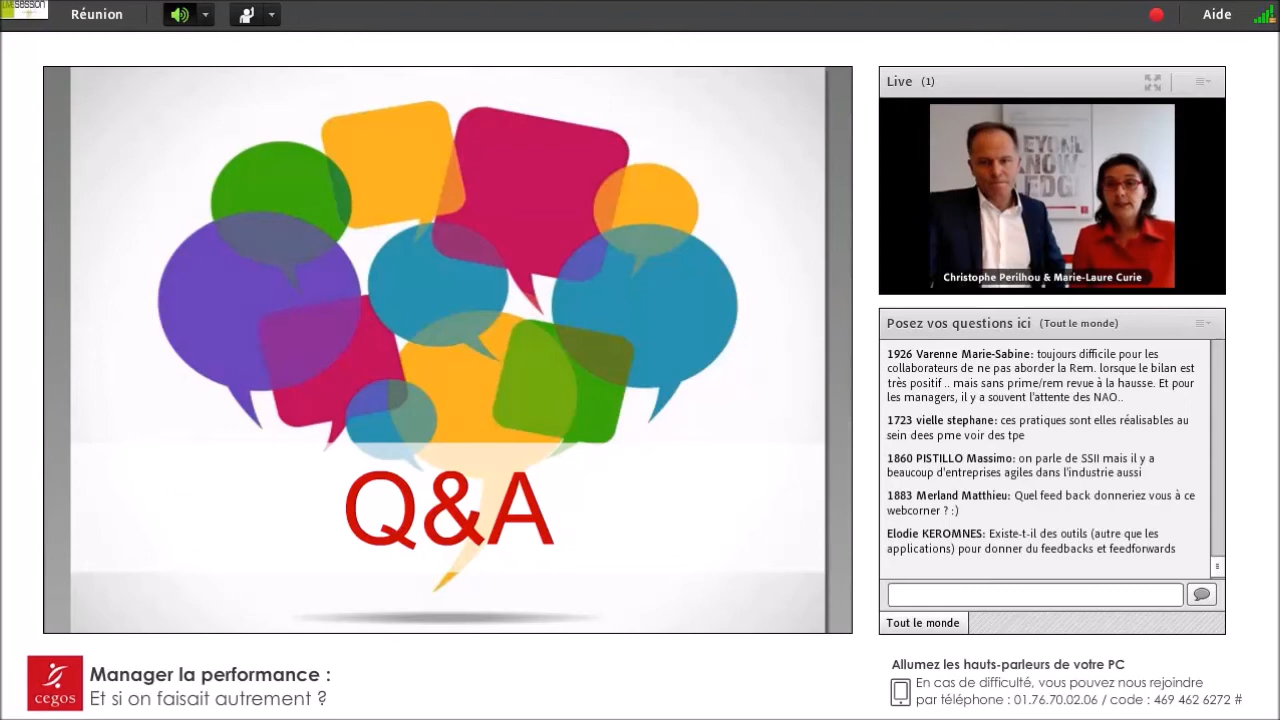 LIVE SESSION
Réunion
Aide
Q&A
Live (1)
EYOND
KNOW-
EDGE
Christophe Perilhou & Marie-Laure Curie
Posez vos questions ici (Tout le monde)
1926 Varenne Marie-Sabine: toujours difficile pour les
collaborateurs de ne pas aborder la Rem. lorsque le bilan est
très positif .. mais sans prime/rem revue à la hausse. Et pour
les managers, il y a souvent l'attente des NAO..
1723 vielle stephane: ces pratiques sont elles réalisables au
sein dees pme voir des tpe
1860 PISTILLO Massimo: on parle de SSII mais il y a
beaucoup d'entreprises agiles dans l'industrie aussi
1883 Merland Matthieu: Quel feed back donneriez vous à ce
webcorner ? :)
Elodie KEROMNES: Existe-t-il des outils (autre que les
applications) pour donner du feedbacks et feedforwards
Tout le monde
cegos
Manager la performance :
Et si on faisait autrement ?
Allumez les hauts-parleurs de votre PC
En cas de difficulté, vous pouvez nous rejoindre
par téléphone : 01.76.70.02.06 / code : 469 462 6272 #